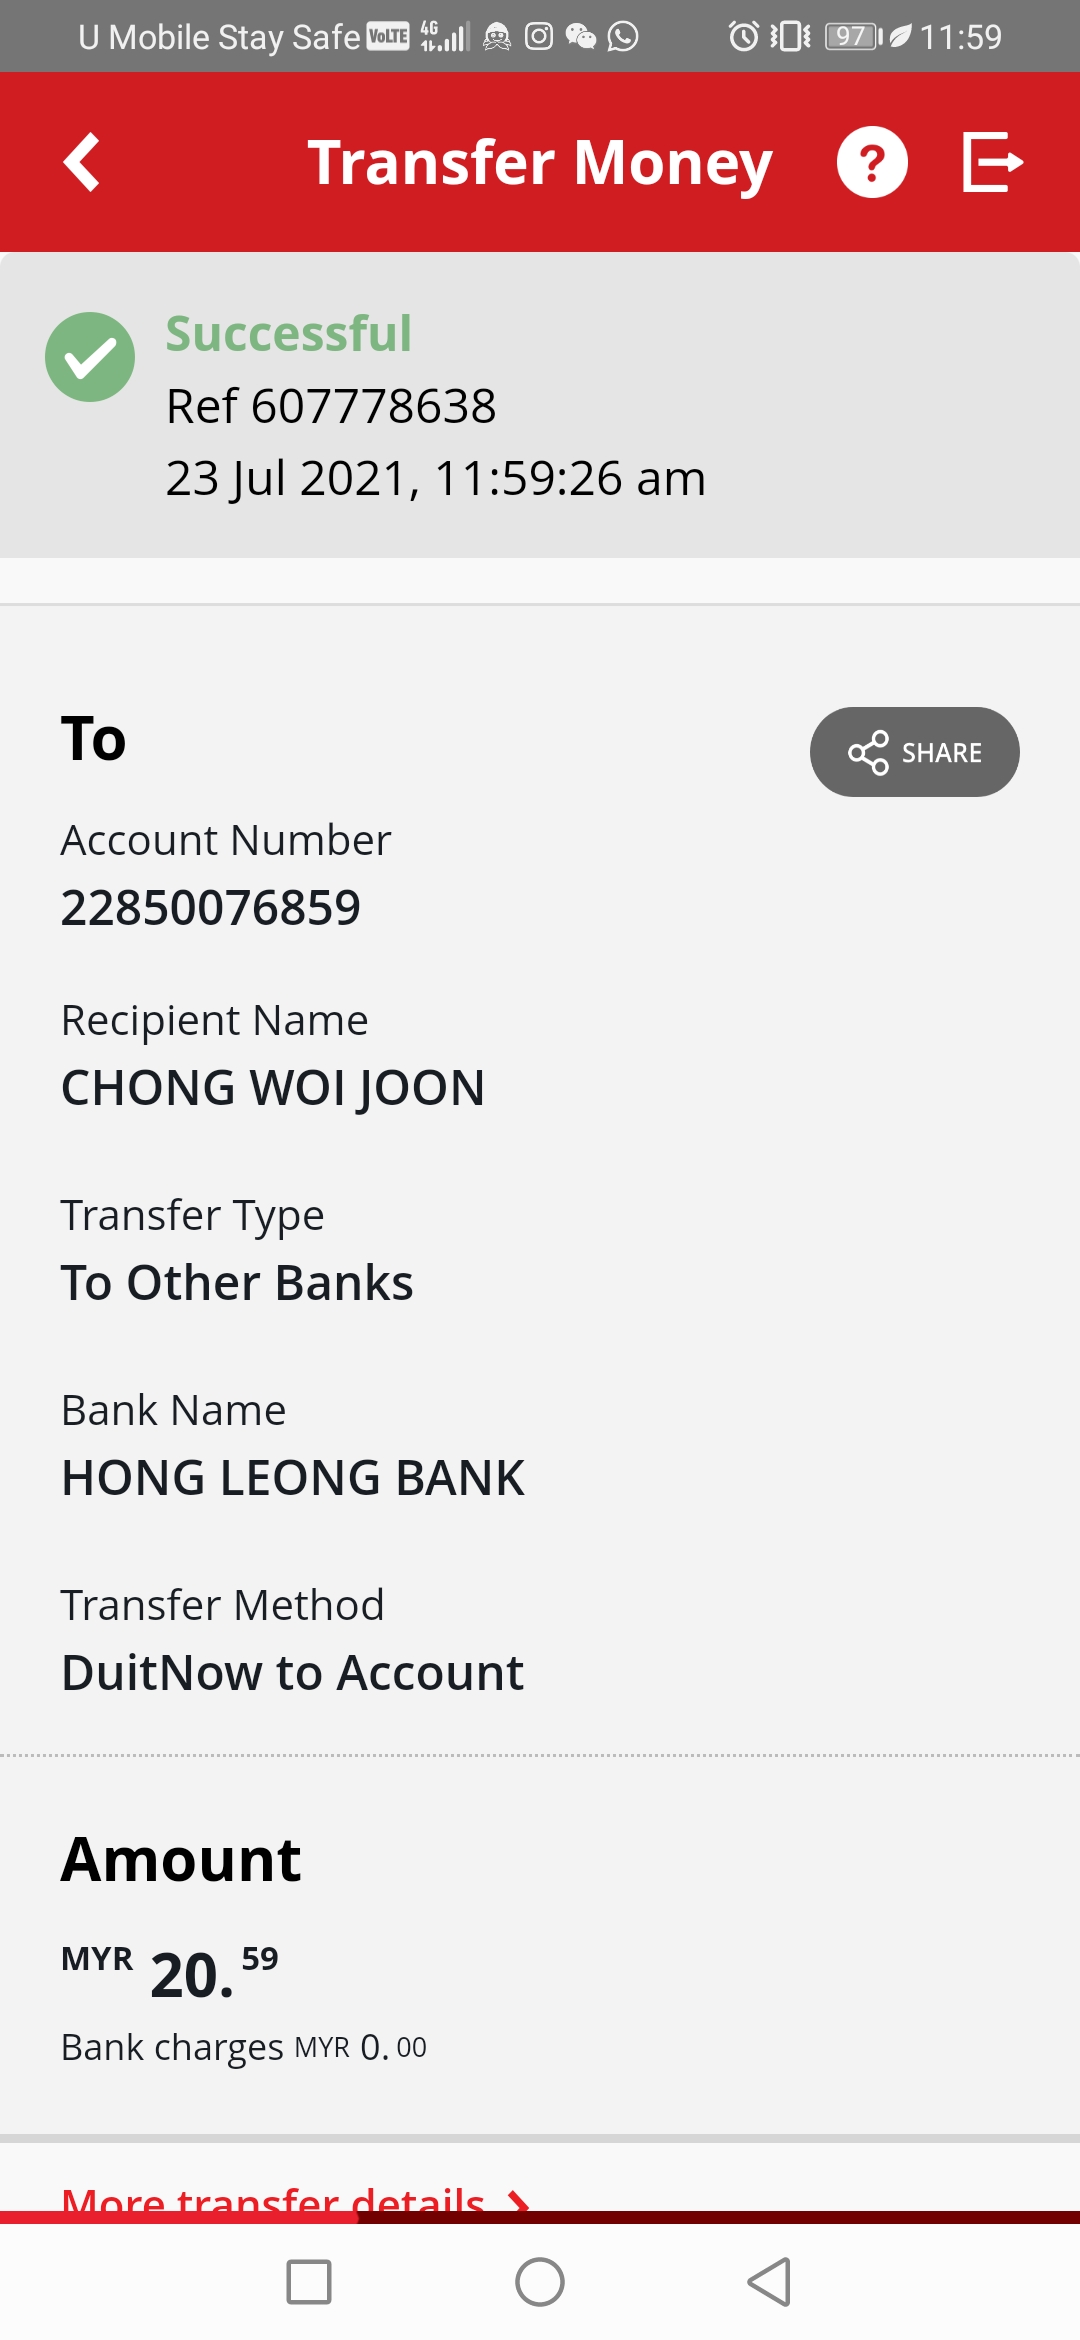 U Mobile Stay Safe VoLTE 4G 97 11:59
Transfer Money ?
Successful
Ref 607778638
23 Jul 2021, 11:59:26 am
To
SHARE
Account Number
22850076859
Recipient Name
CHONG WOI JOON
Transfer Type
To Other Banks
Bank Name
HONG LEONG BANK
Transfer Method
DuitNow to Account
Amount
MYR 20.59
Bank charges MYR 0.00
More transfer details